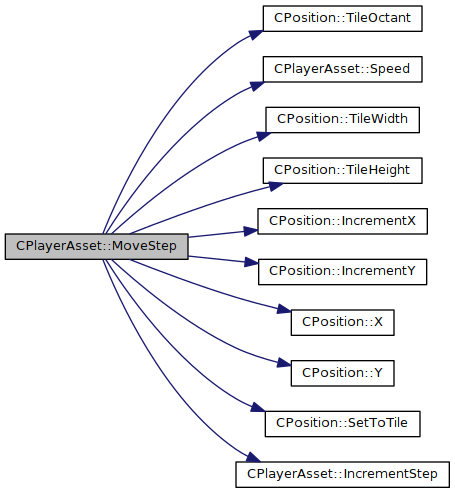 CPosition::TileOctant
CPlayerAsset::Speed
CPosition::TileWidth
CPosition::TileHeight
CPosition::IncrementX
CPlayerAsset::MoveStep
CPosition::IncrementY
CPosition::X
CPosition::Y
CPosition::SetToTile
CPlayerAsset::IncrementStep